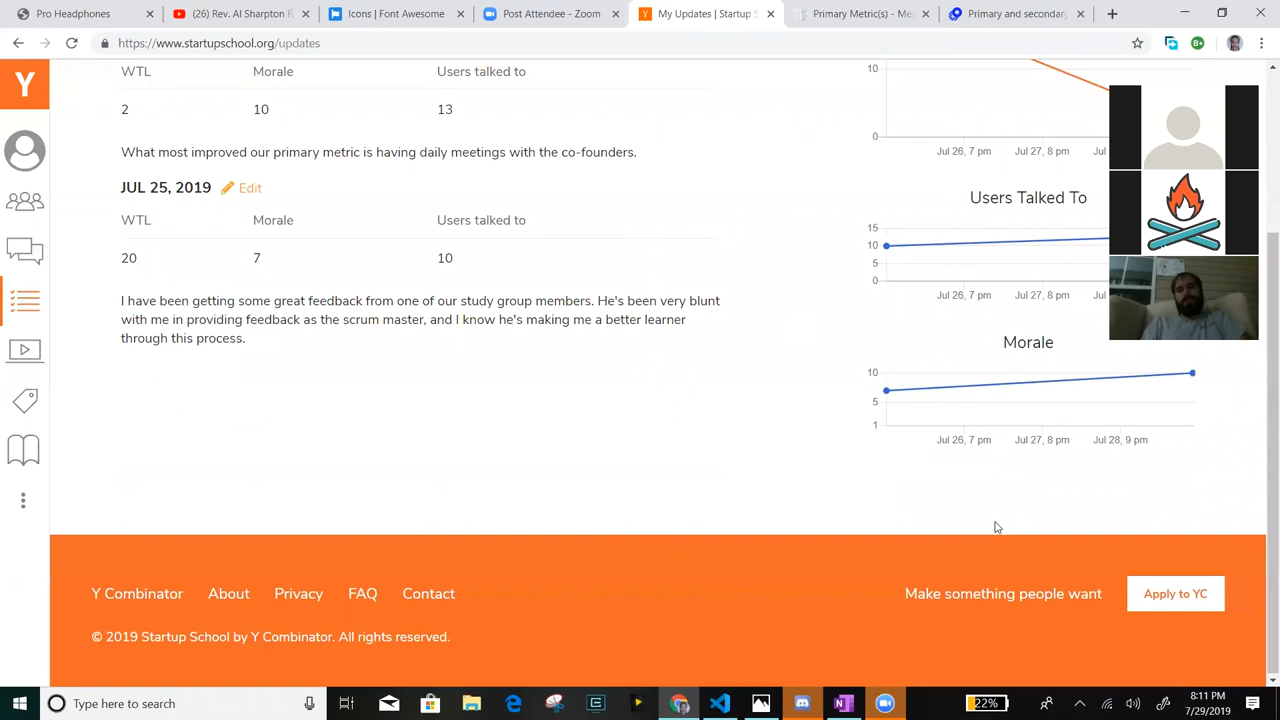 Pro Headphones
(26) Rev. Al Sharpton R
Icons | Font Awesome
Post Attendee - Zoom
My Updates | Startup S
Primary Metric(s) - Me
Primary and secondary
https://www.startupschool.org/updates
Y
WTL Morale Users talked to
2 10 13
What most improved our primary metric is having daily meetings with the co-founders.
JUL 25, 2019 Edit
WTL Morale Users talked to
20 7 10
I have been getting some great feedback from one of our study group members. He's been very blunt
with me in providing feedback as the scrum master, and I know he's making me a better learner
through this process.
10
0
Jul 26, 7 pm Jul 27, 8 pm Jul
Users Talked To
15
10
5
0
Jul 26, 7 pm Jul 27, 8 pm Jul
Morale
10
5
1
Jul 26, 7 pm Jul 27, 8 pm Jul 28, 9 pm
Y Combinator About Privacy FAQ Contact
Make something people want Apply to YC
© 2019 Startup School by Y Combinator. All rights reserved.
Type here to search
22%
8:11 PM
7/29/2019